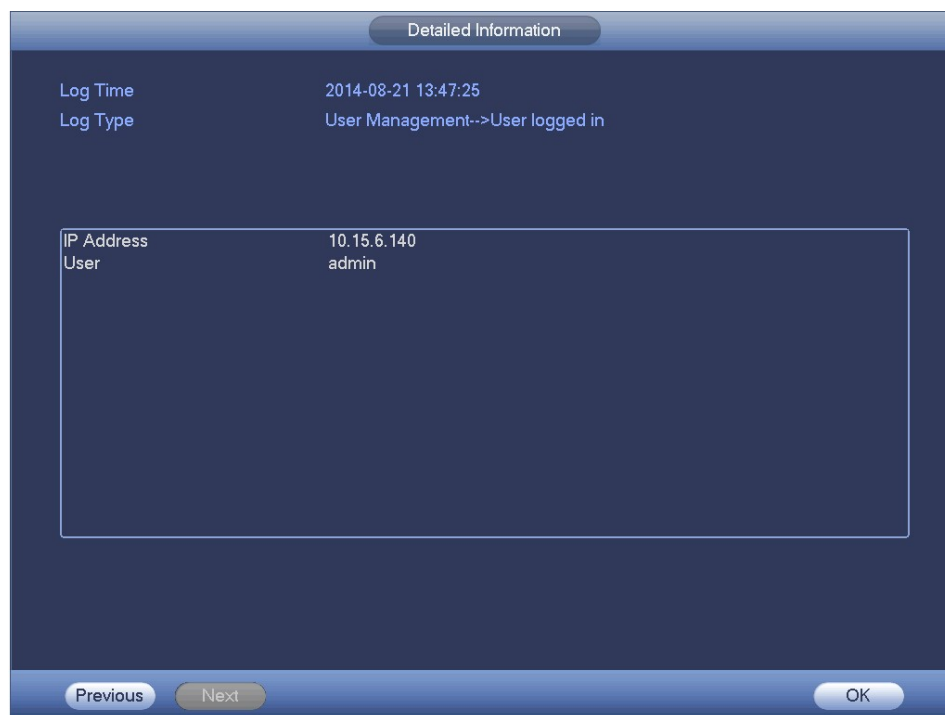 Detailed Information
Log Time 2014-08-21 13:47:25
Log Type User Management-->User logged in
IP Address 10.15.6.140
User admin
Previous Next OK